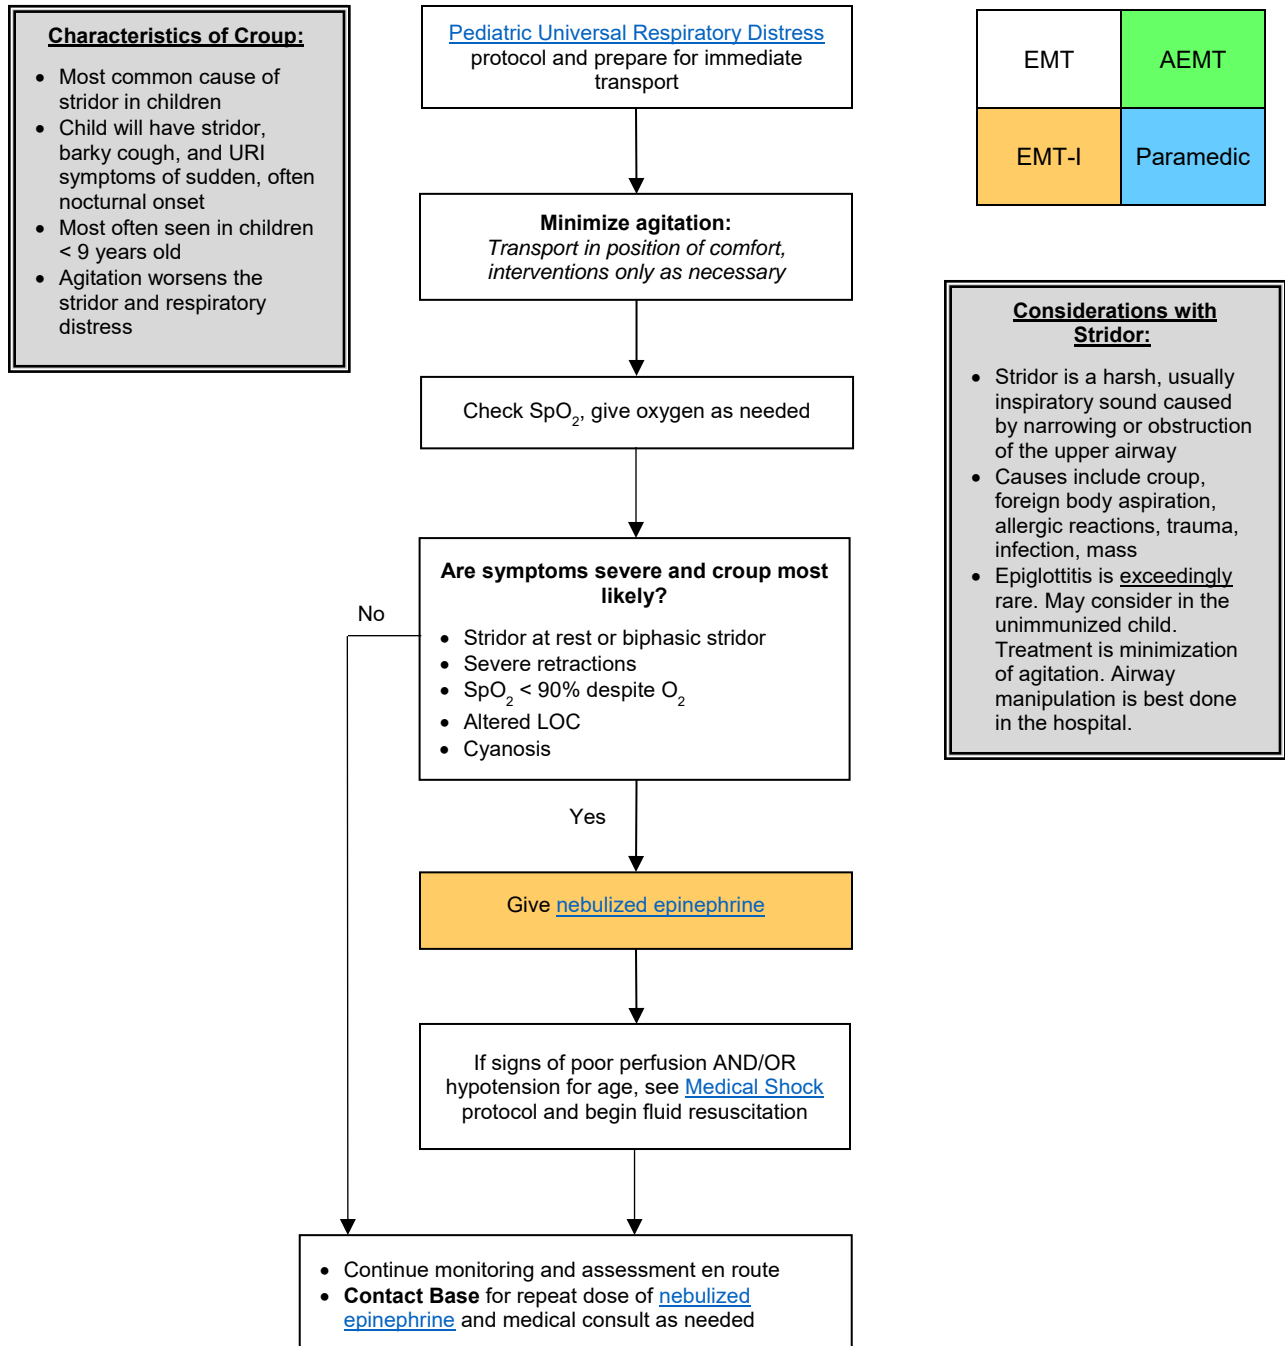 Characteristics of Croup:
• Most common cause of
stridor in children
• Child will have stridor,
barky cough, and URI
symptoms of sudden, often
nocturnal onset
• Most often seen in children
< 9 years old
• Agitation worsens the
stridor and respiratory
distress
Pediatric Universal Respiratory Distress
protocol and prepare for immediate
transport
EMT
AEMT
EMT-I
Paramedic
Minimize agitation:
Transport in position of comfort,
interventions only as necessary
Considerations with
Stridor:
• Stridor is a harsh, usually
inspiratory sound caused
by narrowing or obstruction
of the upper airway
• Causes include croup,
foreign body aspiration,
allergic reactions, trauma,
infection, mass
• Epiglottitis is exceedingly
rare. May consider in the
unimmunized child.
Treatment is minimization
of agitation. Airway
manipulation is best done
in the hospital.
Check SpO₂, give oxygen as needed
Are symptoms severe and croup most
likely?
• Stridor at rest or biphasic stridor
• Severe retractions
• SpO₂ < 90% despite O₂
• Altered LOC
• Cyanosis
No
Yes
Give nebulized epinephrine
If signs of poor perfusion AND/OR
hypotension for age, see Medical Shock
protocol and begin fluid resuscitation
• Continue monitoring and assessment en route
• Contact Base for repeat dose of nebulized
epinephrine and medical consult as needed